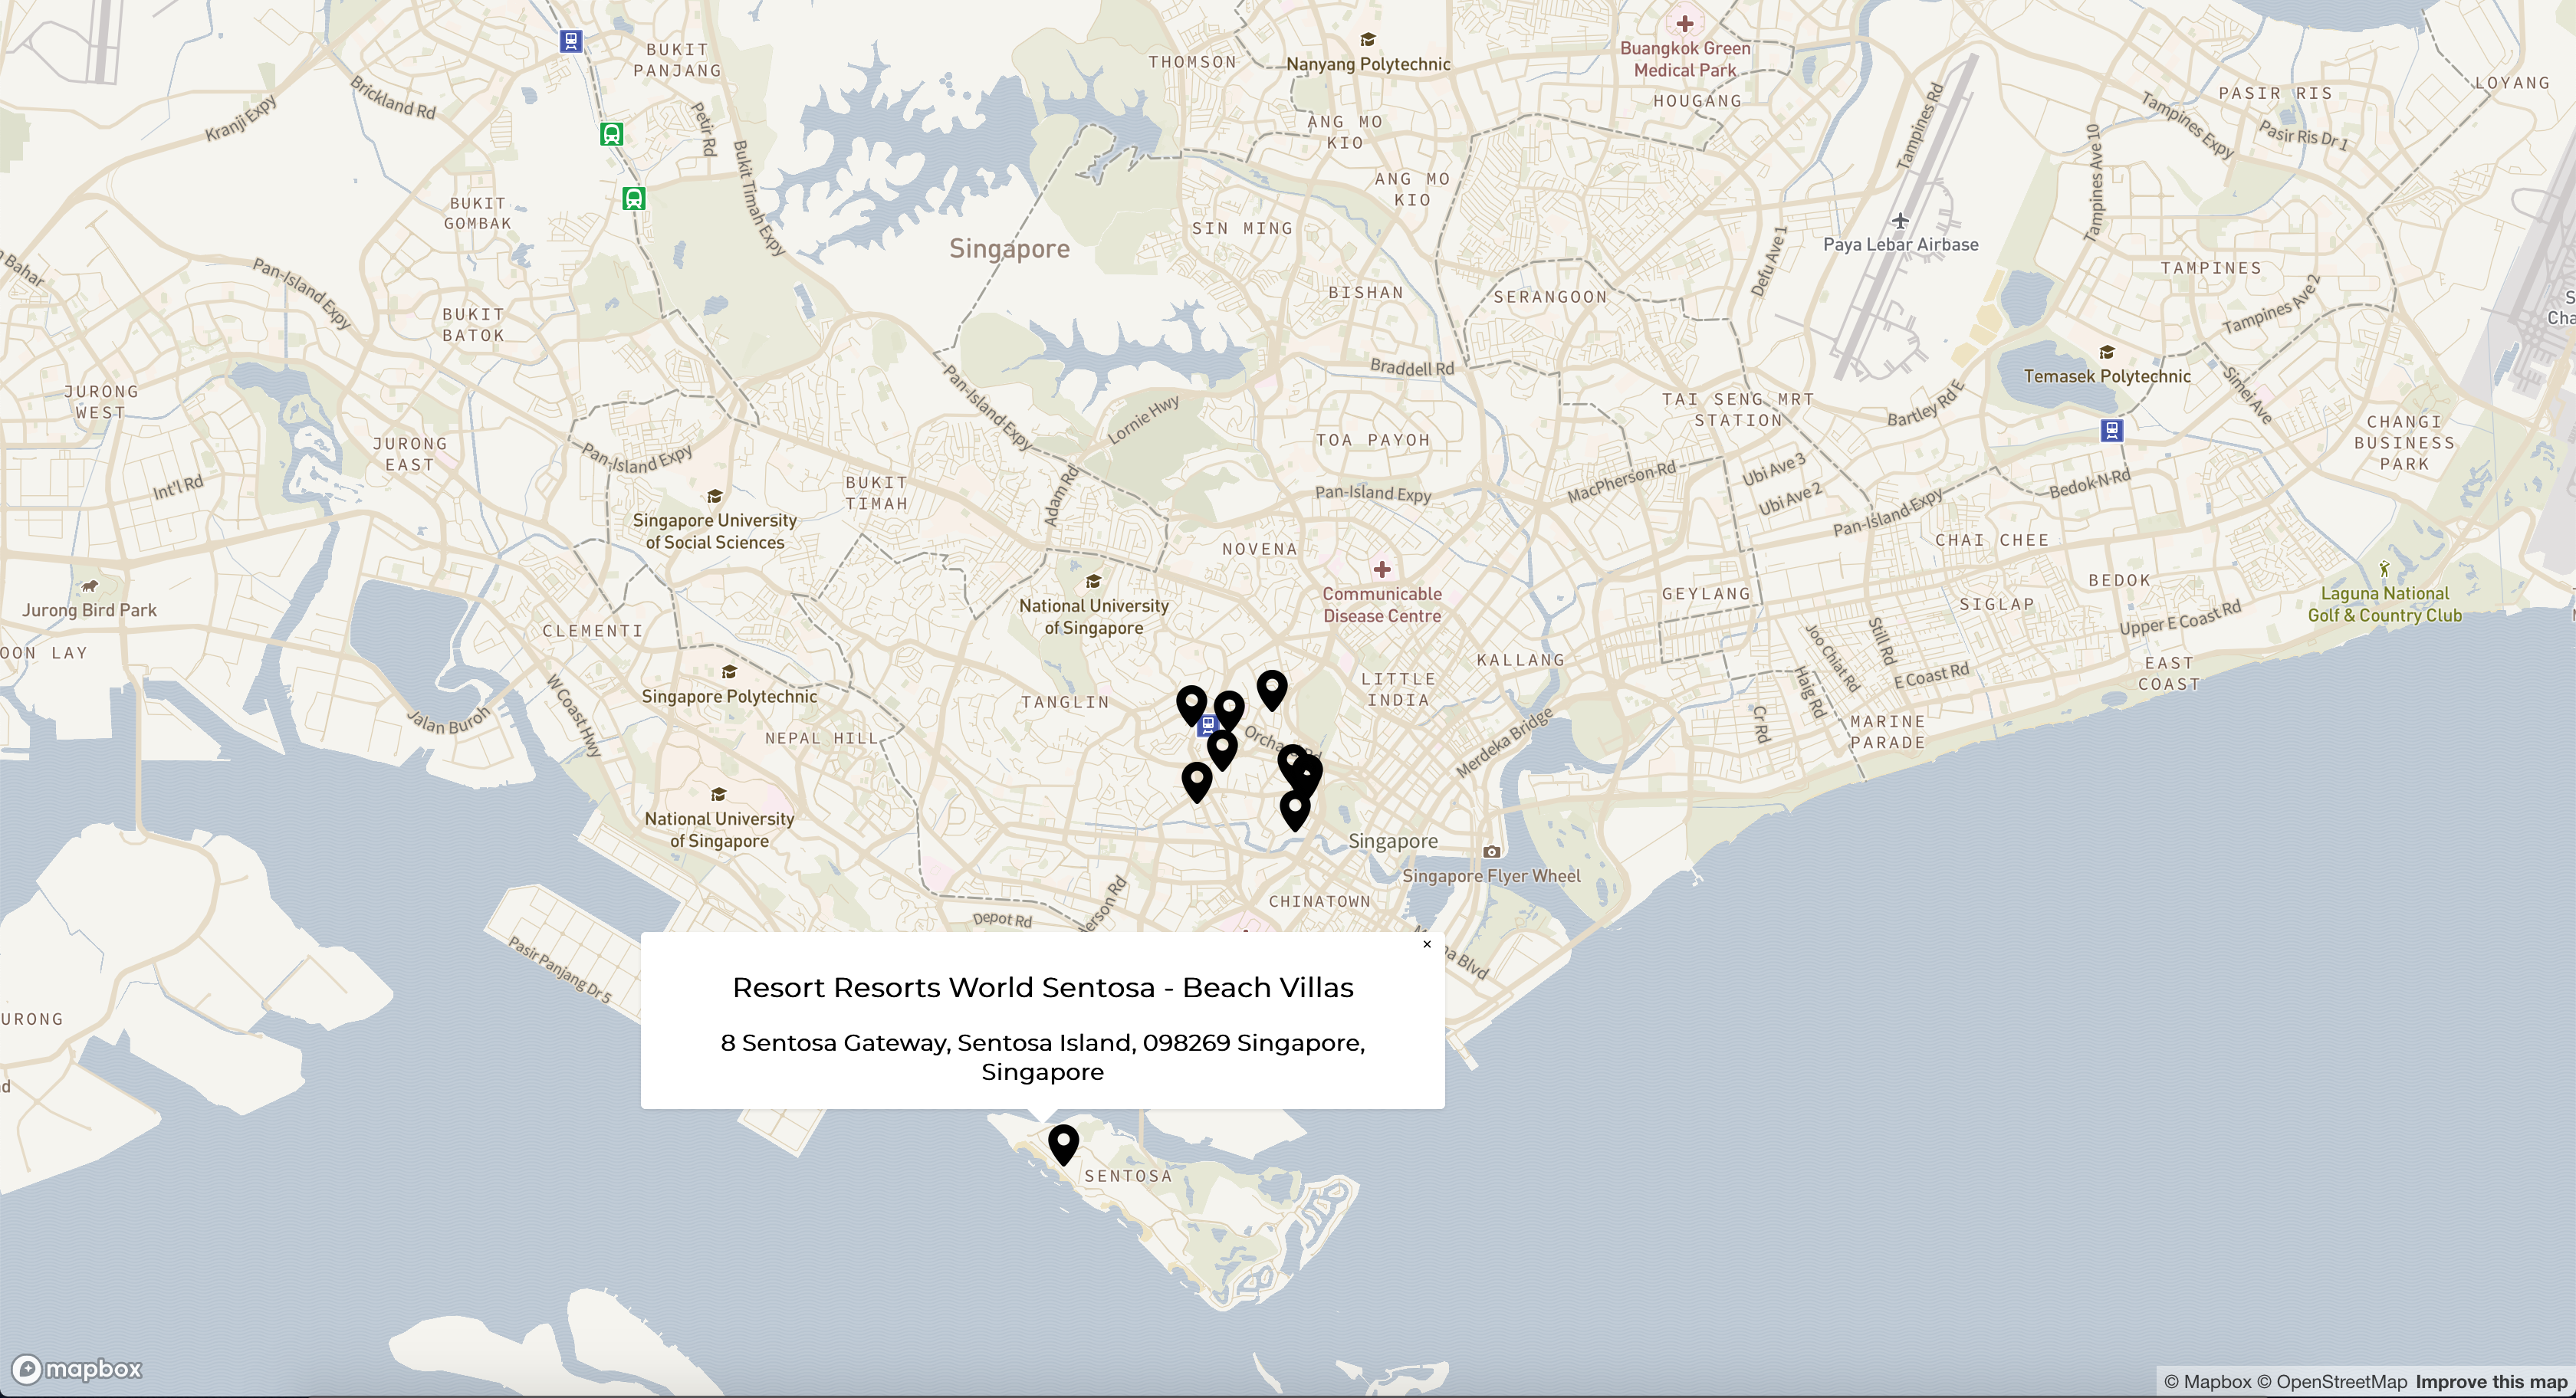 BUKIT
PANJANG
THOMSON
Nanyang Polytechnic
Buangkok Green
Medical Park
HOUGANG
PASIR RIS
LOYANG
Kranji Expy
Brickland Rd
Petir Rd
Bukit Timah Expy
ANG MO
KIO
Tampines Rd
Tampines Expy
Pasir Ris Dr 1
Tampines Ave 10
BUKIT
GOMBAK
Singapore
SIN MING
ANG MO
KIO
Defu Ave 1
Paya Lebar Airbase
TAMPINES
Tampines Ave 2
Bahar
Pan-Island Expy
BUKIT
BATOK
BISHAN
SERANGOON
JURONG
WEST
Pan-Island Expy
Braddell Rd
Lornie Hwy
TAI SENG MRT
STATION
Bartley Rd E
Temasek Polytechnic
Simei Ave
CHANGI
BUSINESS
PARK
JURONG
EAST
Pan-Island Expy
TOA PAYOH
Int'l Rd
BUKIT
TIMAH
Adam Rd
Pan-Island Expy
MacPherson Rd
Ubi Ave 3
Ubi Ave 2
Pan-Island Expy
Bedok N Rd
Singapore University
of Social Sciences
NOVENA
CHAI CHEE
BEDOK
Jurong Bird Park
National University
of Singapore
Communicable
Disease Centre
GEYLANG
SIGLAP
Upper E Coast Rd
Laguna National
Golf & Country Club
CLEMENTI
OON LAY
KALLANG
Joo Chiat Rd
Still Rd
E Coast Rd
EAST
COAST
Singapore Polytechnic
W Coast Hwy
Jalan Buroh
TANGLIN
LITTLE
INDIA
Haig Rd
Cr Rd
MARINE
PARADE
NEPAL HILL
Merdeka Bridge
National University
of Singapore
Singapore
Singapore Flyer Wheel
CHINATOWN
Depot Rd
Pasir Panjang Dr 5
URONG
×
Resort Resorts World Sentosa - Beach Villas
8 Sentosa Gateway, Sentosa Island, 098269 Singapore,
Singapore
SENTOSA
mapbox
© Mapbox © OpenStreetMap Improve this map